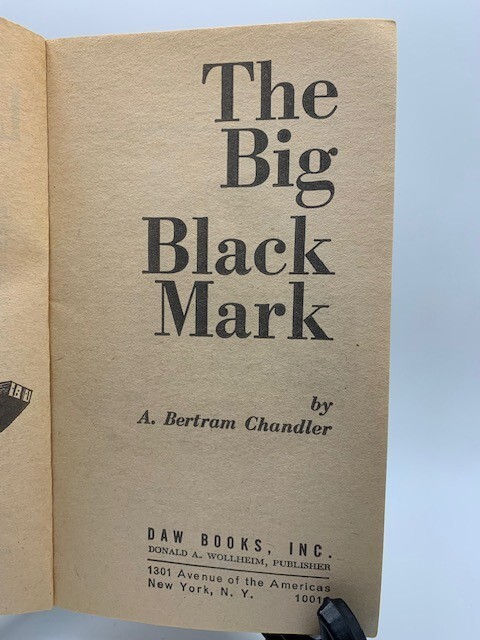 The
Big
Black
Mark
by
A. Bertram Chandler
DAW BOOKS, INC.
DONALD A. WOLLHEIM, PUBLISHER
1301 Avenue of the Americas
New York, N. Y.